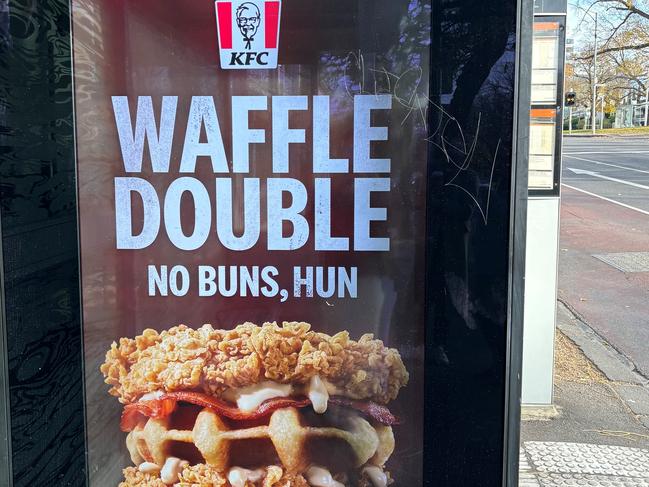 KFC
WAFFLE
DOUBLE
NO BUNS, HUN